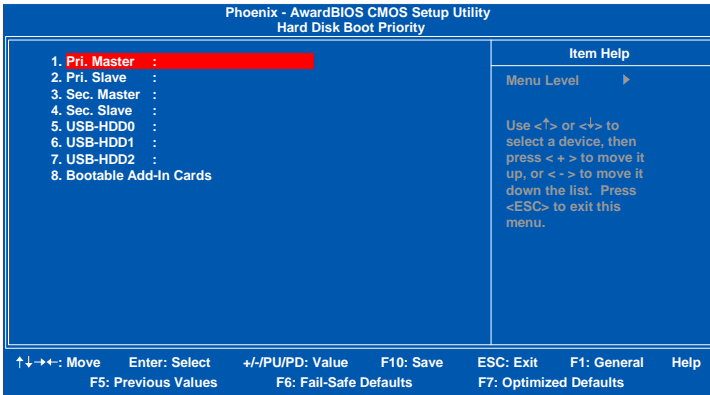 Phoenix - AwardBIOS CMOS Setup Utility
Hard Disk Boot Priority
1. Pri. Master :
2. Pri. Slave :
3. Sec. Master :
4. Sec. Slave :
5. USB-HDD0 :
6. USB-HDD1 :
7. USB-HDD2 :
8. Bootable Add-In Cards
Item Help
Menu Level ▶
Use <↑> or <↓> to
select a device, then
press < + > to move it
up, or < - > to move it
down the list. Press
<ESC> to exit this
menu.
↑↓→←: Move Enter: Select +/-/PU/PD: Value F10: Save ESC: Exit F1: General Help
F5: Previous Values F6: Fail-Safe Defaults F7: Optimized Defaults